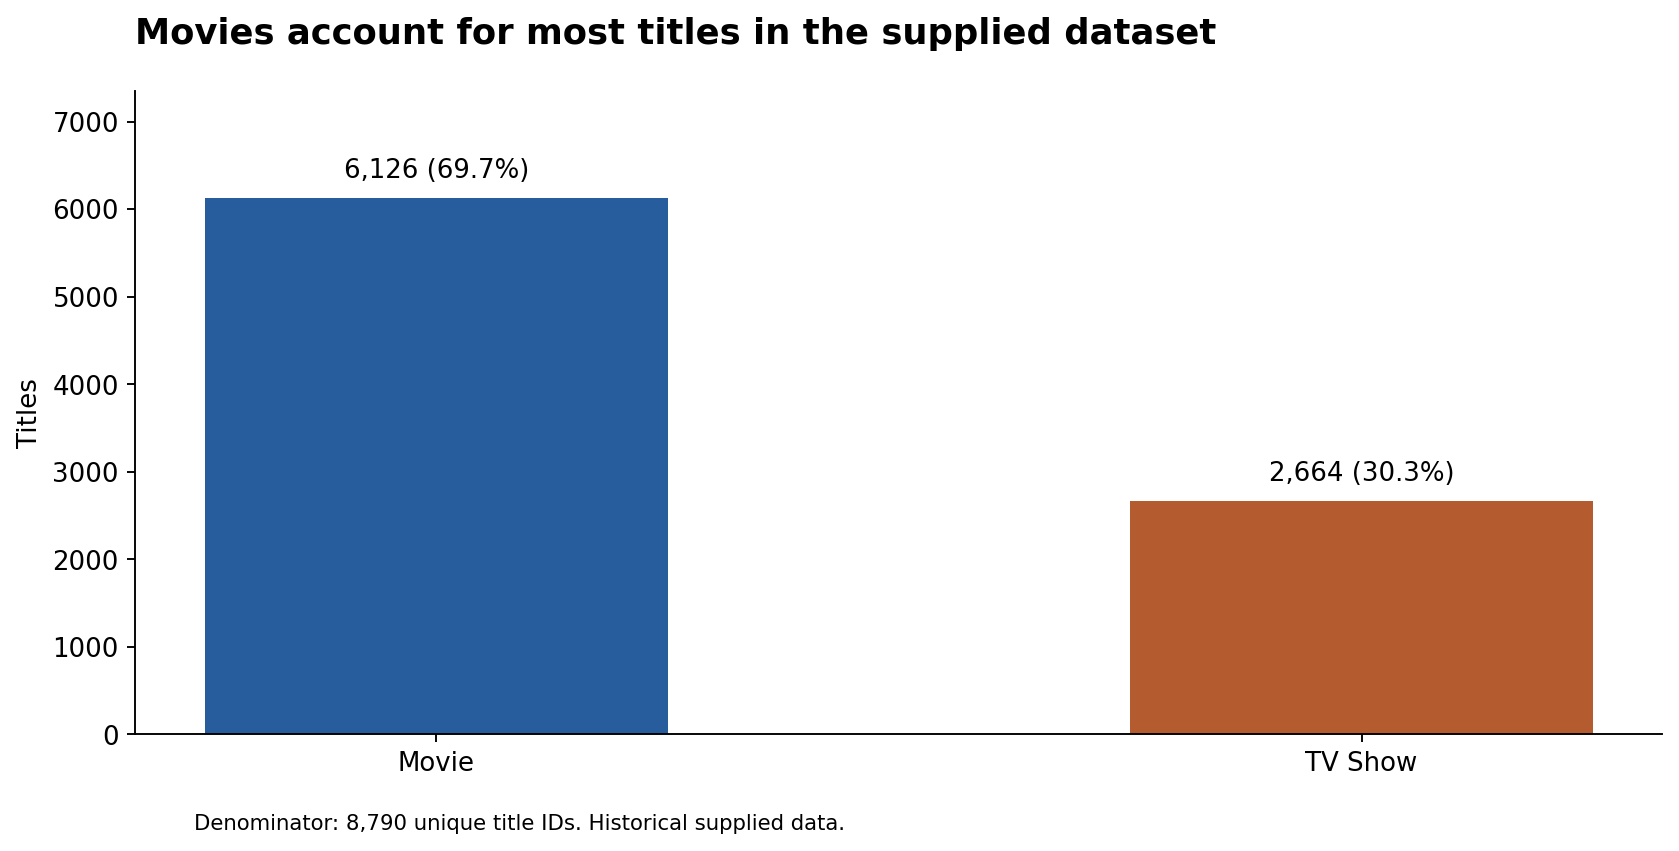 Movies account for most titles in the supplied dataset
7000
6000
5000
4000
3000
2000
1000
0
Titles
6,126 (69.7%)
2,664 (30.3%)
Movie
TV Show
Denominator: 8,790 unique title IDs. Historical supplied data.